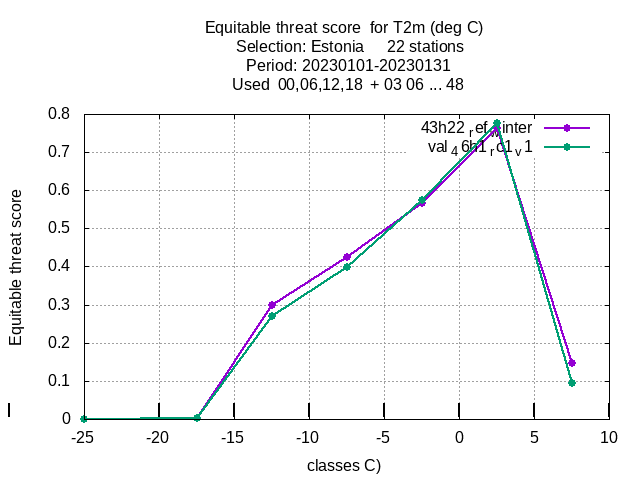 Equitable threat score for T2m (deg C)
Selection: Estonia 22 stations
Period: 20230101-20230131
Used 00,06,12,18 + 03 06 ... 48
43h22_ref_winter
val_46h1_rc1_v1
Equitable threat score
0.8
0.7
0.6
0.5
0.4
0.3
0.2
0.1
0
-25 -20 -15 -10 -5 0 5 10
classes C)